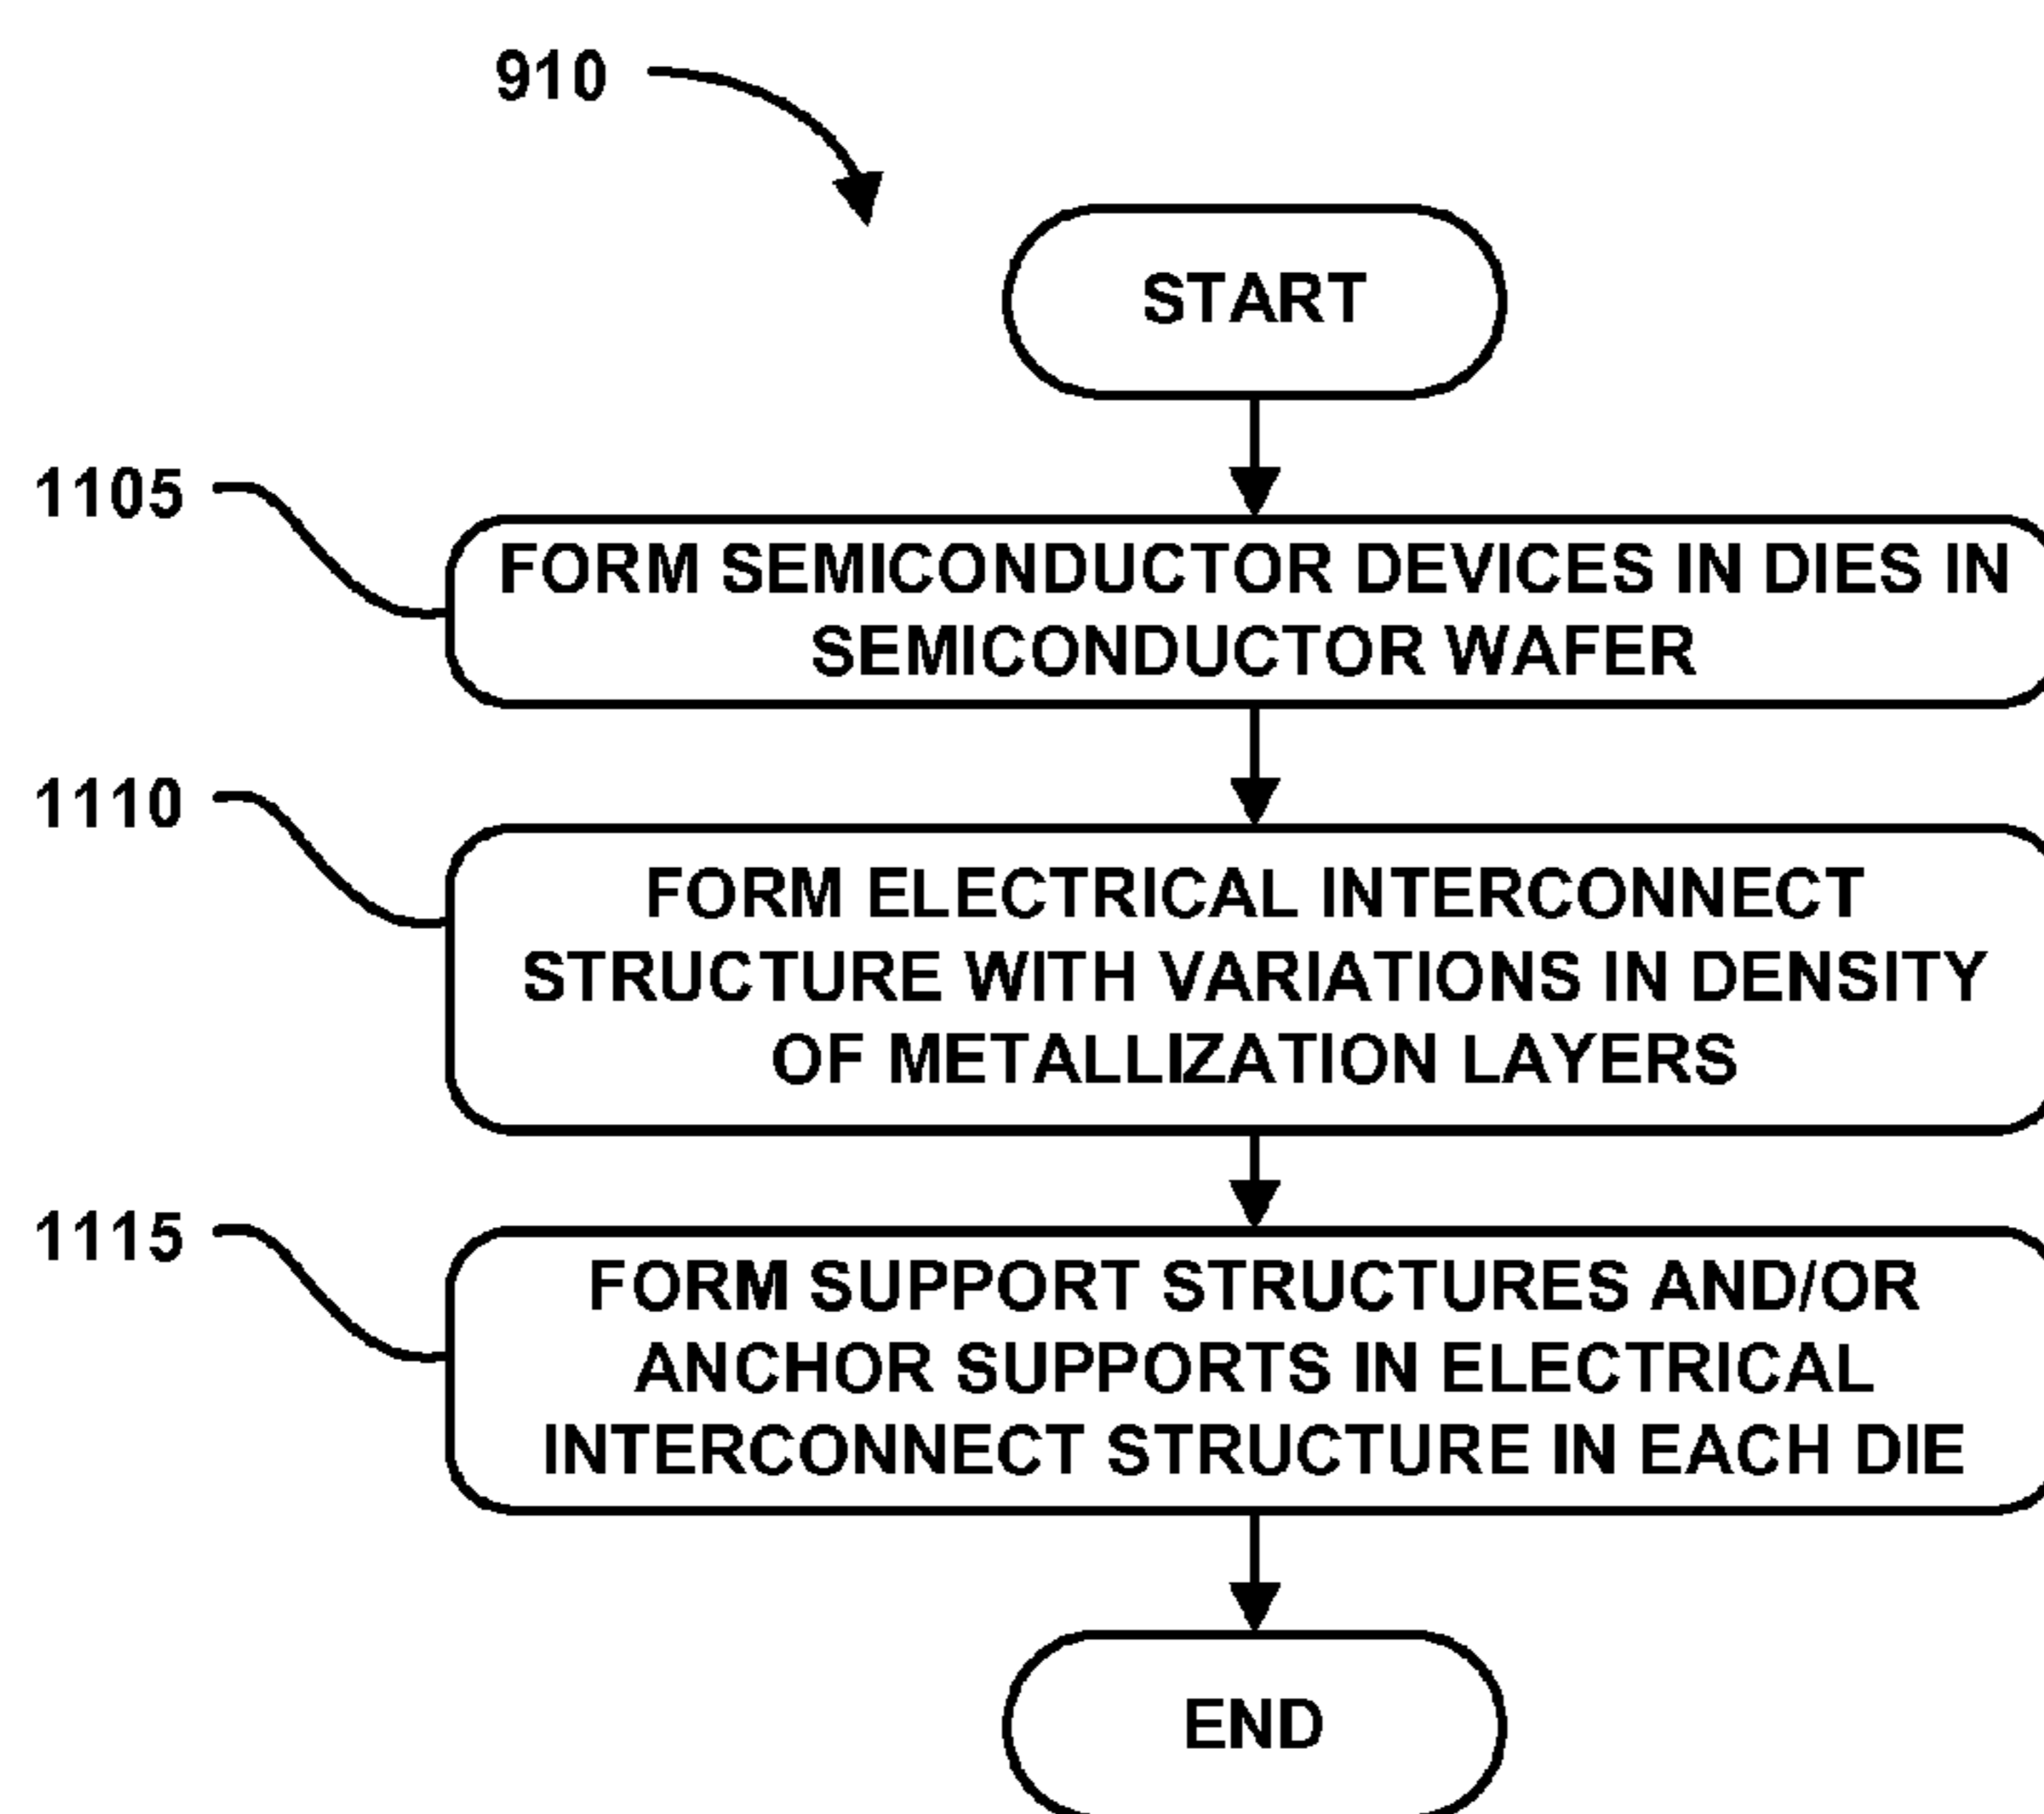 910
START
1105
FORM SEMICONDUCTOR DEVICES IN DIES IN
SEMICONDUCTOR WAFER
1110
FORM ELECTRICAL INTERCONNECT
STRUCTURE WITH VARIATIONS IN DENSITY
OF METALLIZATION LAYERS
1115
FORM SUPPORT STRUCTURES AND/OR
ANCHOR SUPPORTS IN ELECTRICAL
INTERCONNECT STRUCTURE IN EACH DIE
END